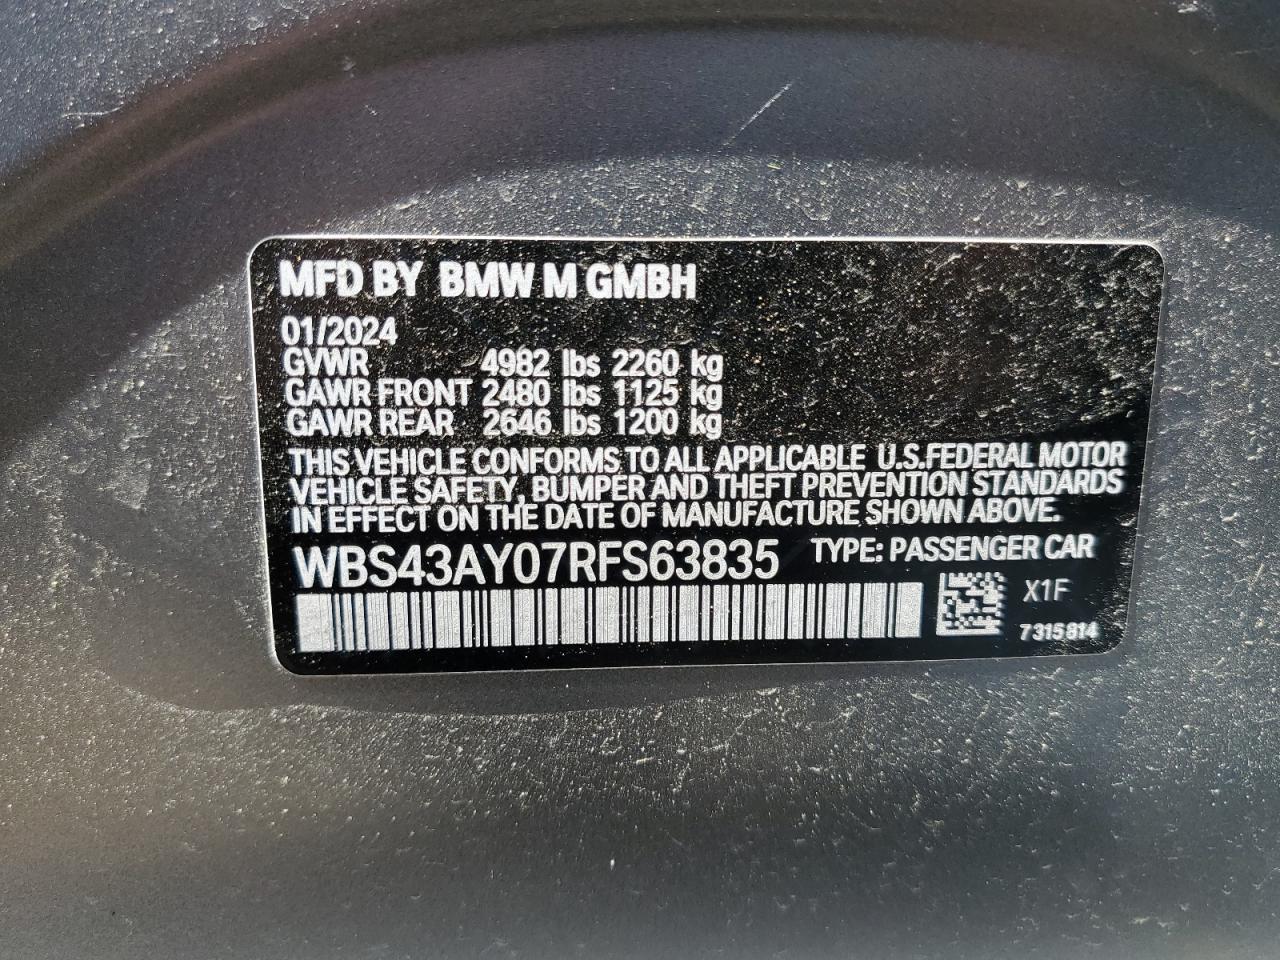 MFD BY BMW M GMBH
01/2024
GVWR 4982 lbs 2260 kg
GAWR FRONT 2480 lbs 1125 kg
GAWR REAR 2646 lbs 1200 kg
THIS VEHICLE CONFORMS TO ALL APPLICABLE U.S.FEDERAL MOTOR
VEHICLE SAFETY, BUMPER AND THEFT PREVENTION STANDARDS
IN EFFECT ON THE DATE OF MANUFACTURE SHOWN ABOVE.
WBS43AY07RFS63835 TYPE: PASSENGER CAR
X1F
7315814